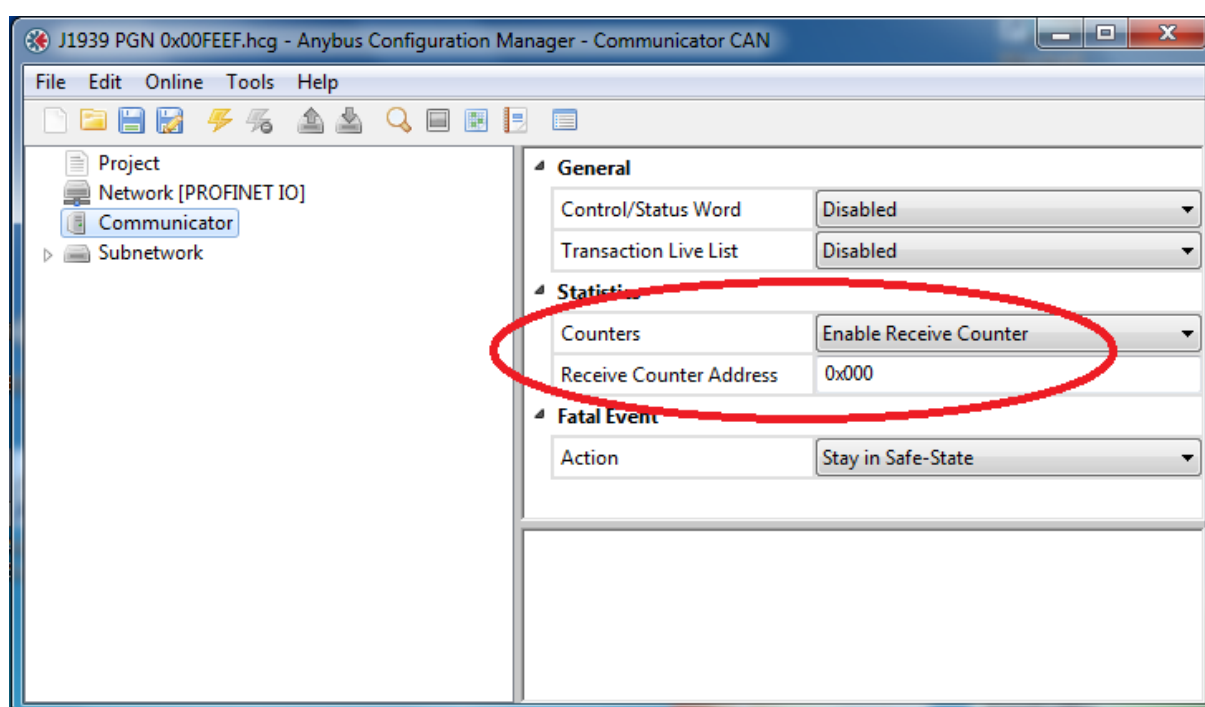 J1939 PGN 0x00FEEF.hcg - Anybus Configuration Manager - Communicator CAN
File Edit Online Tools Help
Project
Network [PROFINET IO]
Communicator
Subnetwork
General
Control/Status Word Disabled
Transaction Live List Disabled
Statistics
Counters Enable Receive Counter
Receive Counter Address 0x000
Fatal Event
Action Stay in Safe-State